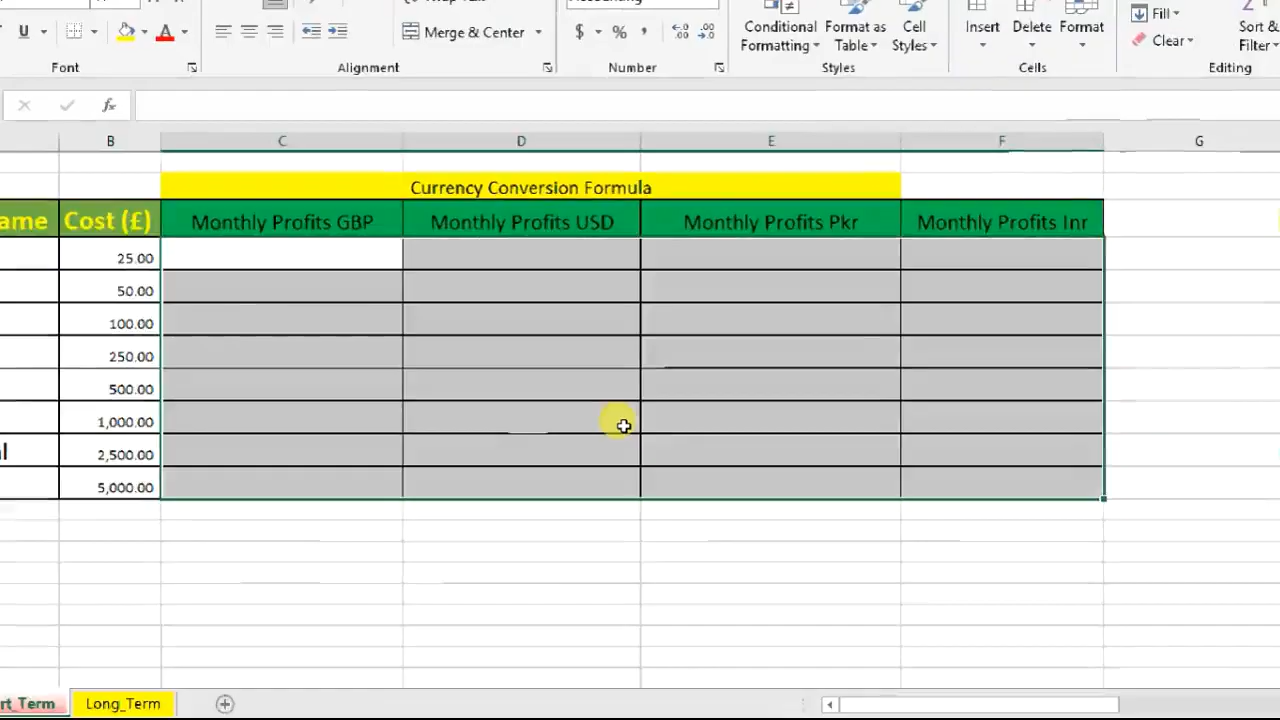 U
Merge & Center
$ % ,
Conditional Formatting
Format as Table
Cell Styles
Insert
Delete
Format
Fill
Clear
Sort &
Filter
Font
Alignment
Number
Styles
Cells
Editing
fx
B C D E F G
Currency Conversion Formula
ame Cost (£) Monthly Profits GBP Monthly Profits USD Monthly Profits Pkr Monthly Profits Inr
25.00
50.00
100.00
250.00
500.00
1,000.00
l 2,500.00
5,000.00
rt_Term Long_Term